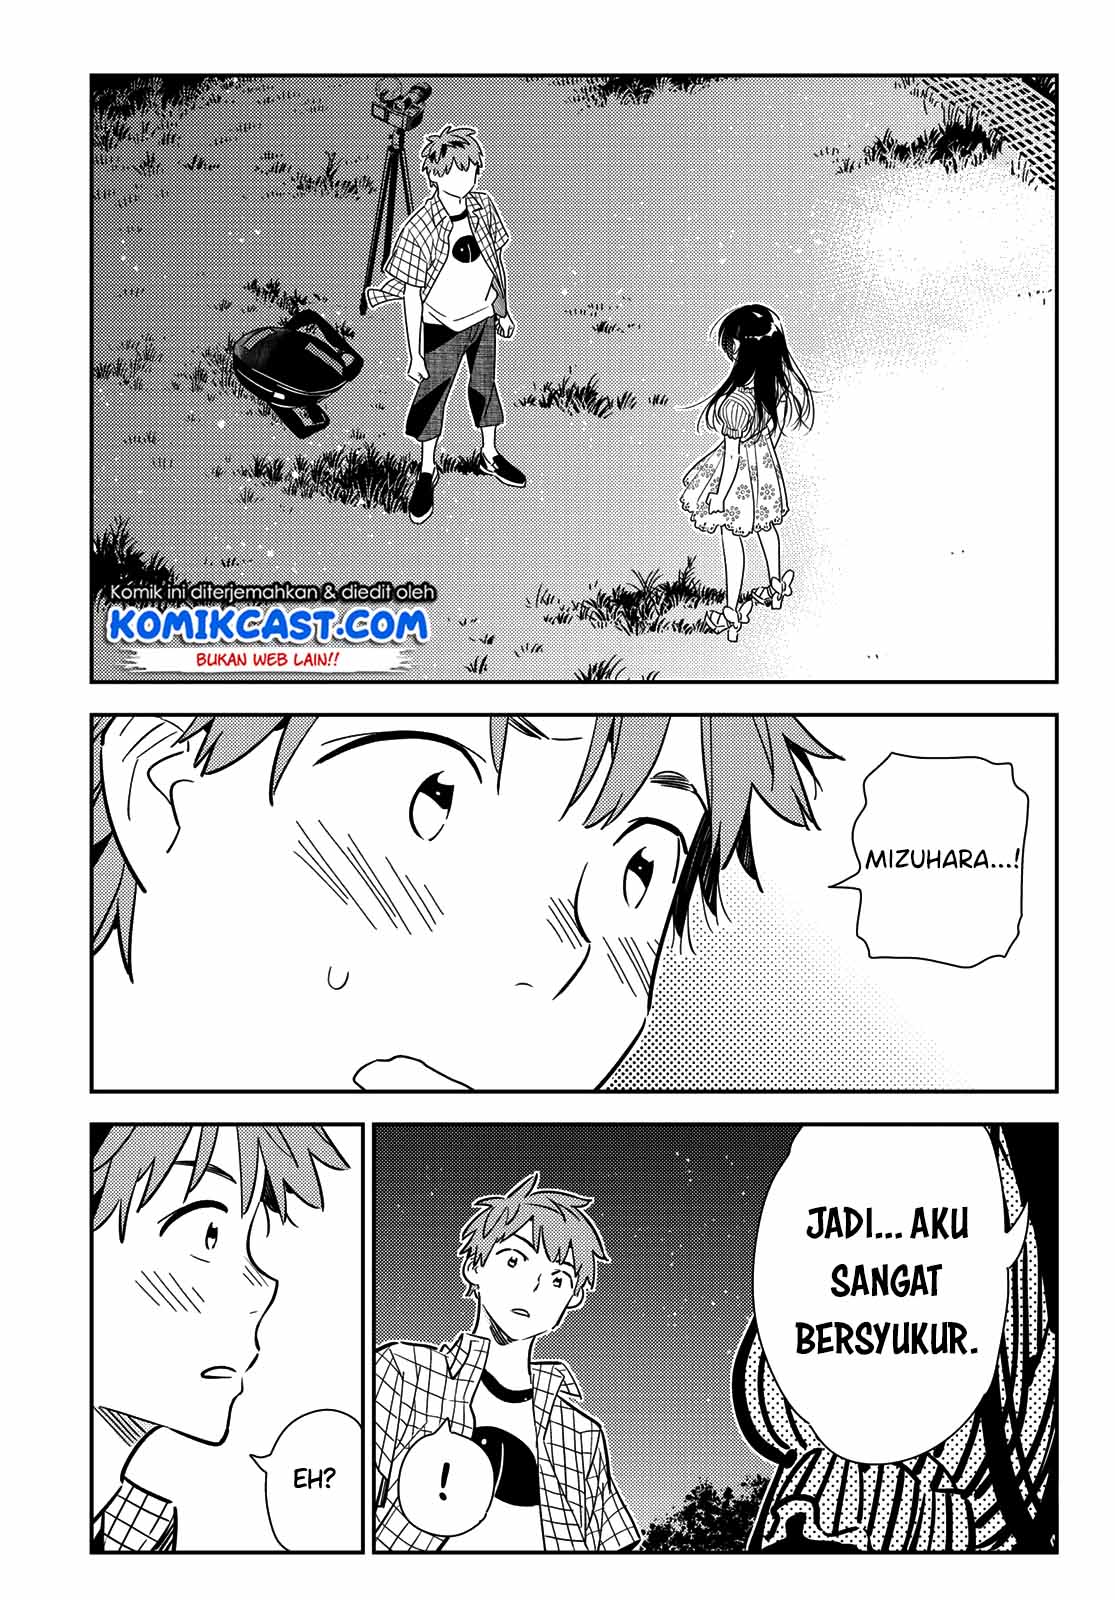 Komik ini diterjemahkan & diedit oleh
KOMIKCAST.COM
BUKAN WEB LAIN!!
MIZUHARA...!
JADI... AKU
SANGAT
BERSYUKUR.
!
EH?